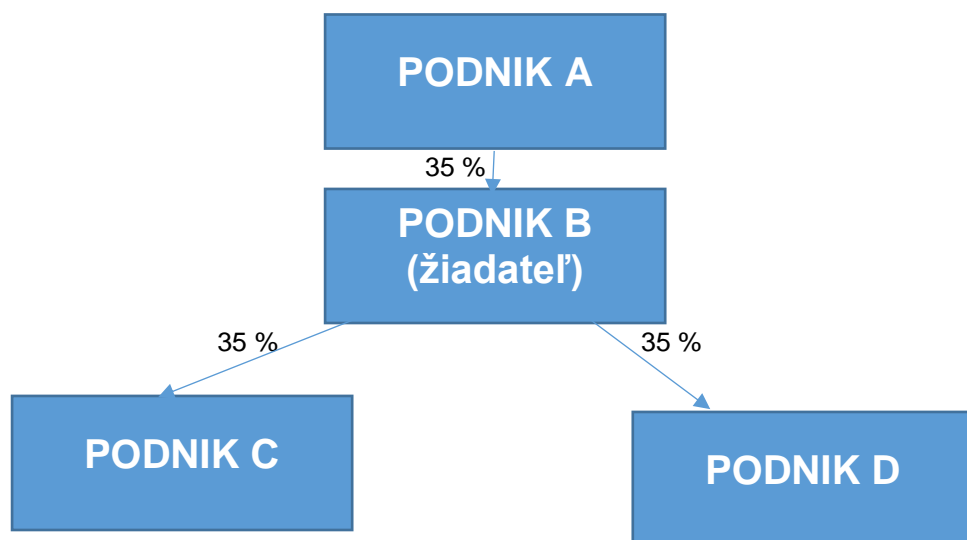 PODNIK A
35 %
PODNIK B
(žiadateľ)
35 %
35 %
PODNIK C
PODNIK D